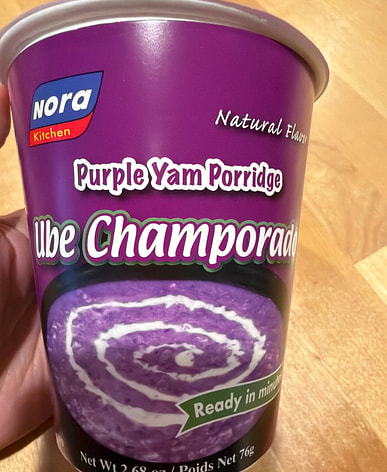 Nora
Kitchen
Natural Flavor
Purple Yam Porridge
Ube Champorado
Ready in minutes
Net Wt 2.68 oz / Poids Net 76g